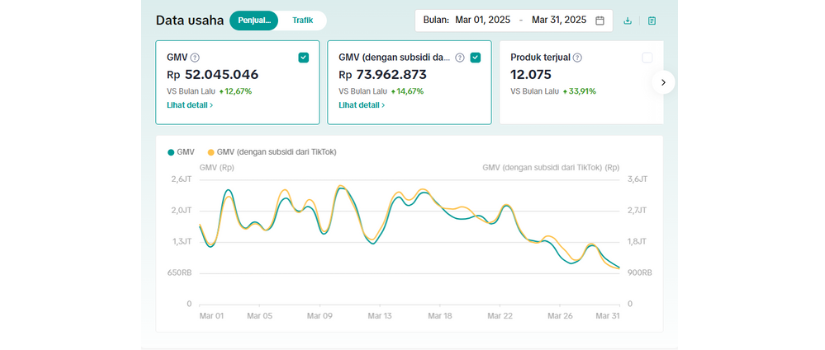 Data usaha Penjual... Trafik Bulan: Mar 01, 2025 - Mar 31, 2025
GMV GMV (dengan subsidi da... Produk terjual
Rp 52.045.046 Rp 73.962.873 12.075
VS Bulan Lalu +12,67% VS Bulan Lalu +14,67% VS Bulan Lalu +33,91%
Lihat detail > Lihat detail >
GMV GMV (dengan subsidi dari TikTok)
GMV (Rp) GMV (dengan subsidi dari TikTok) (Rp)
2,6JT 3,6JT
2,0JT 2,7JT
1,3JT 1,8JT
650RB 900RB
0 0
Mar 01 Mar 05 Mar 09 Mar 13 Mar 18 Mar 22 Mar 26 Mar 31